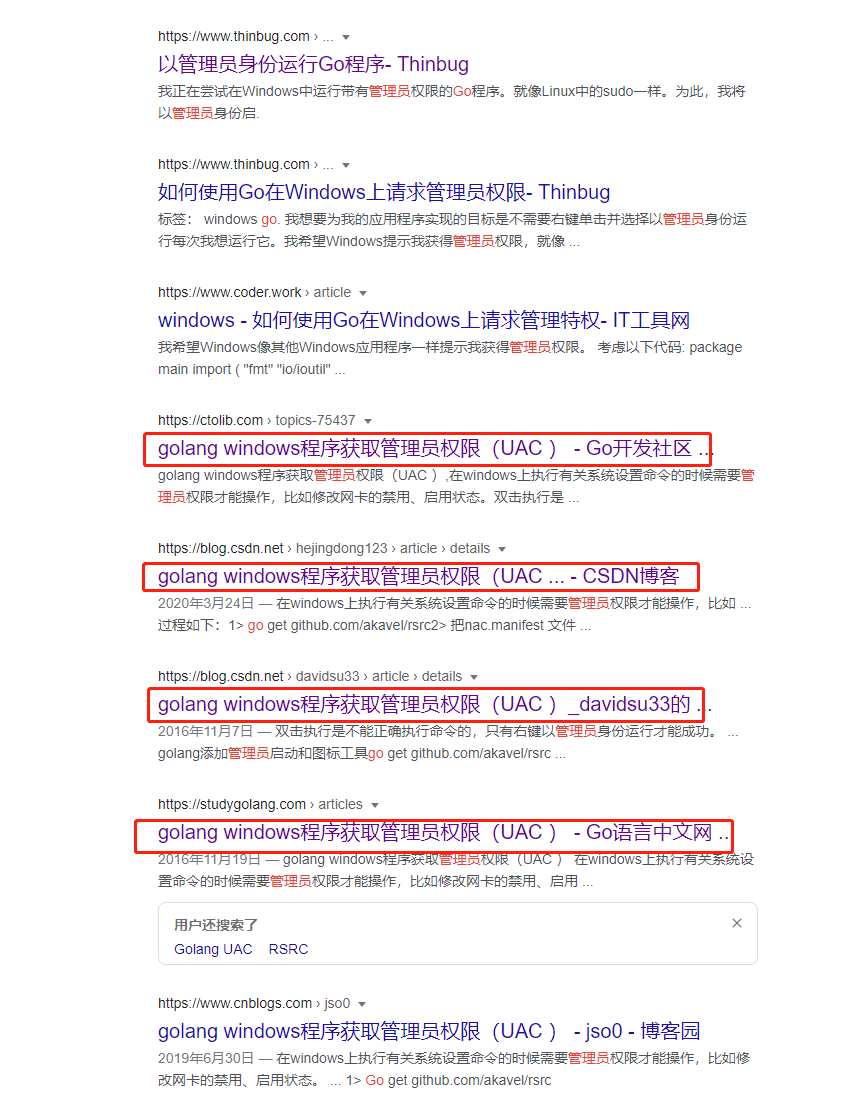 https://www.thinbug.com › ...
以管理员身份运行Go程序- Thinbug
我正在尝试在Windows中运行带有管理员权限的Go程序。就像Linux中的sudo一样。为此，我将
以管理员身份启.
https://www.thinbug.com › ...
如何使用Go在Windows上请求管理员权限- Thinbug
标签： windows go. 我想要为我的应用程序实现的目标是不需要右键单击并选择以管理员身份运
行每次我想运行它。我希望Windows提示我获得管理员权限，就像 ...
https://www.coder.work › article
windows - 如何使用Go在Windows上请求管理特权- IT工具网
我希望Windows像其他Windows应用程序一样提示我获得管理员权限。 考虑以下代码: package
main import ( "fmt" "io/ioutil" ...
https://ctolib.com › topics-75437
golang windows程序获取管理员权限（UAC ） - Go开发社区 ...
golang windows程序获取管理员权限（UAC ）,在windows上执行有关系统设置命令的时候需要管
理员权限才能操作，比如修改网卡的禁用、启用状态。双击执行是 ...
https://blog.csdn.net › hejingdong123 › article › details
golang windows程序获取管理员权限（UAC ... - CSDN博客
2020年3月24日 — 在windows上执行有关系统设置命令的时候需要管理员权限才能操作，比如 ...
过程如下：1> go get github.com/akavel/rsrc2> 把nac.manifest 文件 ...
https://blog.csdn.net › davidsu33 › article › details
golang windows程序获取管理员权限（UAC ）_davidsu33的 ...
2016年11月7日 — 双击执行是不能正确执行命令的，只有右键以管理员身份运行才能成功。 ...
golang添加管理员启动和图标工具go get github.com/akavel/rsrc ...
https://studygolang.com › articles
golang windows程序获取管理员权限（UAC ） - Go语言中文网 ...
2016年11月19日 — golang windows程序获取管理员权限（UAC ） 在windows上执行有关系统设
置命令的时候需要管理员权限才能操作，比如修改网卡的禁用、启用 ...
用户还搜索了
Golang UAC RSRC
https://www.cnblogs.com › jso0
golang windows程序获取管理员权限（UAC ） - jso0 - 博客园
2019年6月30日 — 在windows上执行有关系统设置命令的时候需要管理员权限才能操作，比如修
改网卡的禁用、启用状态。 ... 1> Go get github.com/akavel/rsrc